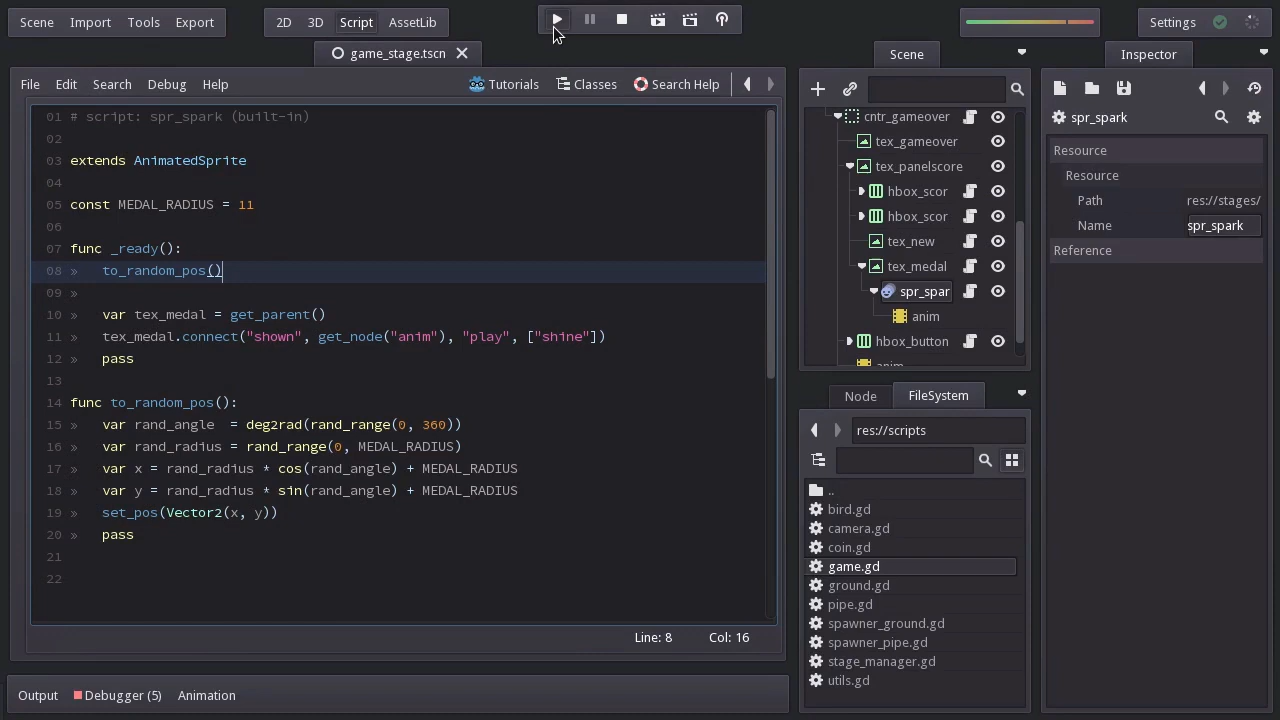 Scene Import Tools Export
2D 3D Script AssetLib
Settings
game_stage.tscn
File Edit Search Debug Help
Tutorials Classes Search Help
01 # script: spr_spark (built-in)
02
03 extends AnimatedSprite
04
05 const MEDAL_RADIUS = 11
06
07 func _ready():
08 » to_random_pos()
09 »
10 » var tex_medal = get_parent()
11 » tex_medal.connect("shown", get_node("anim"), "play", ["shine"])
12 » pass
13
14 func to_random_pos():
15 » var rand_angle  = deg2rad(rand_range(0, 360))
16 » var rand_radius = rand_range(0, MEDAL_RADIUS)
17 » var x = rand_radius * cos(rand_angle) + MEDAL_RADIUS
18 » var y = rand_radius * sin(rand_angle) + MEDAL_RADIUS
19 » set_pos(Vector2(x, y))
20 » pass
21
22
Line: 8 Col: 16
Output Debugger (5) Animation
Scene
cntr_gameover
tex_gameover
tex_panelscore
hbox_scor
hbox_scor
tex_new
tex_medal
spr_spar
anim
hbox_button
anim
Node FileSystem
res://scripts
..
bird.gd
camera.gd
coin.gd
game.gd
ground.gd
pipe.gd
spawner_ground.gd
spawner_pipe.gd
stage_manager.gd
utils.gd
Inspector
spr_spark
Resource
Resource
Path res://stages/
Name spr_spark
Reference